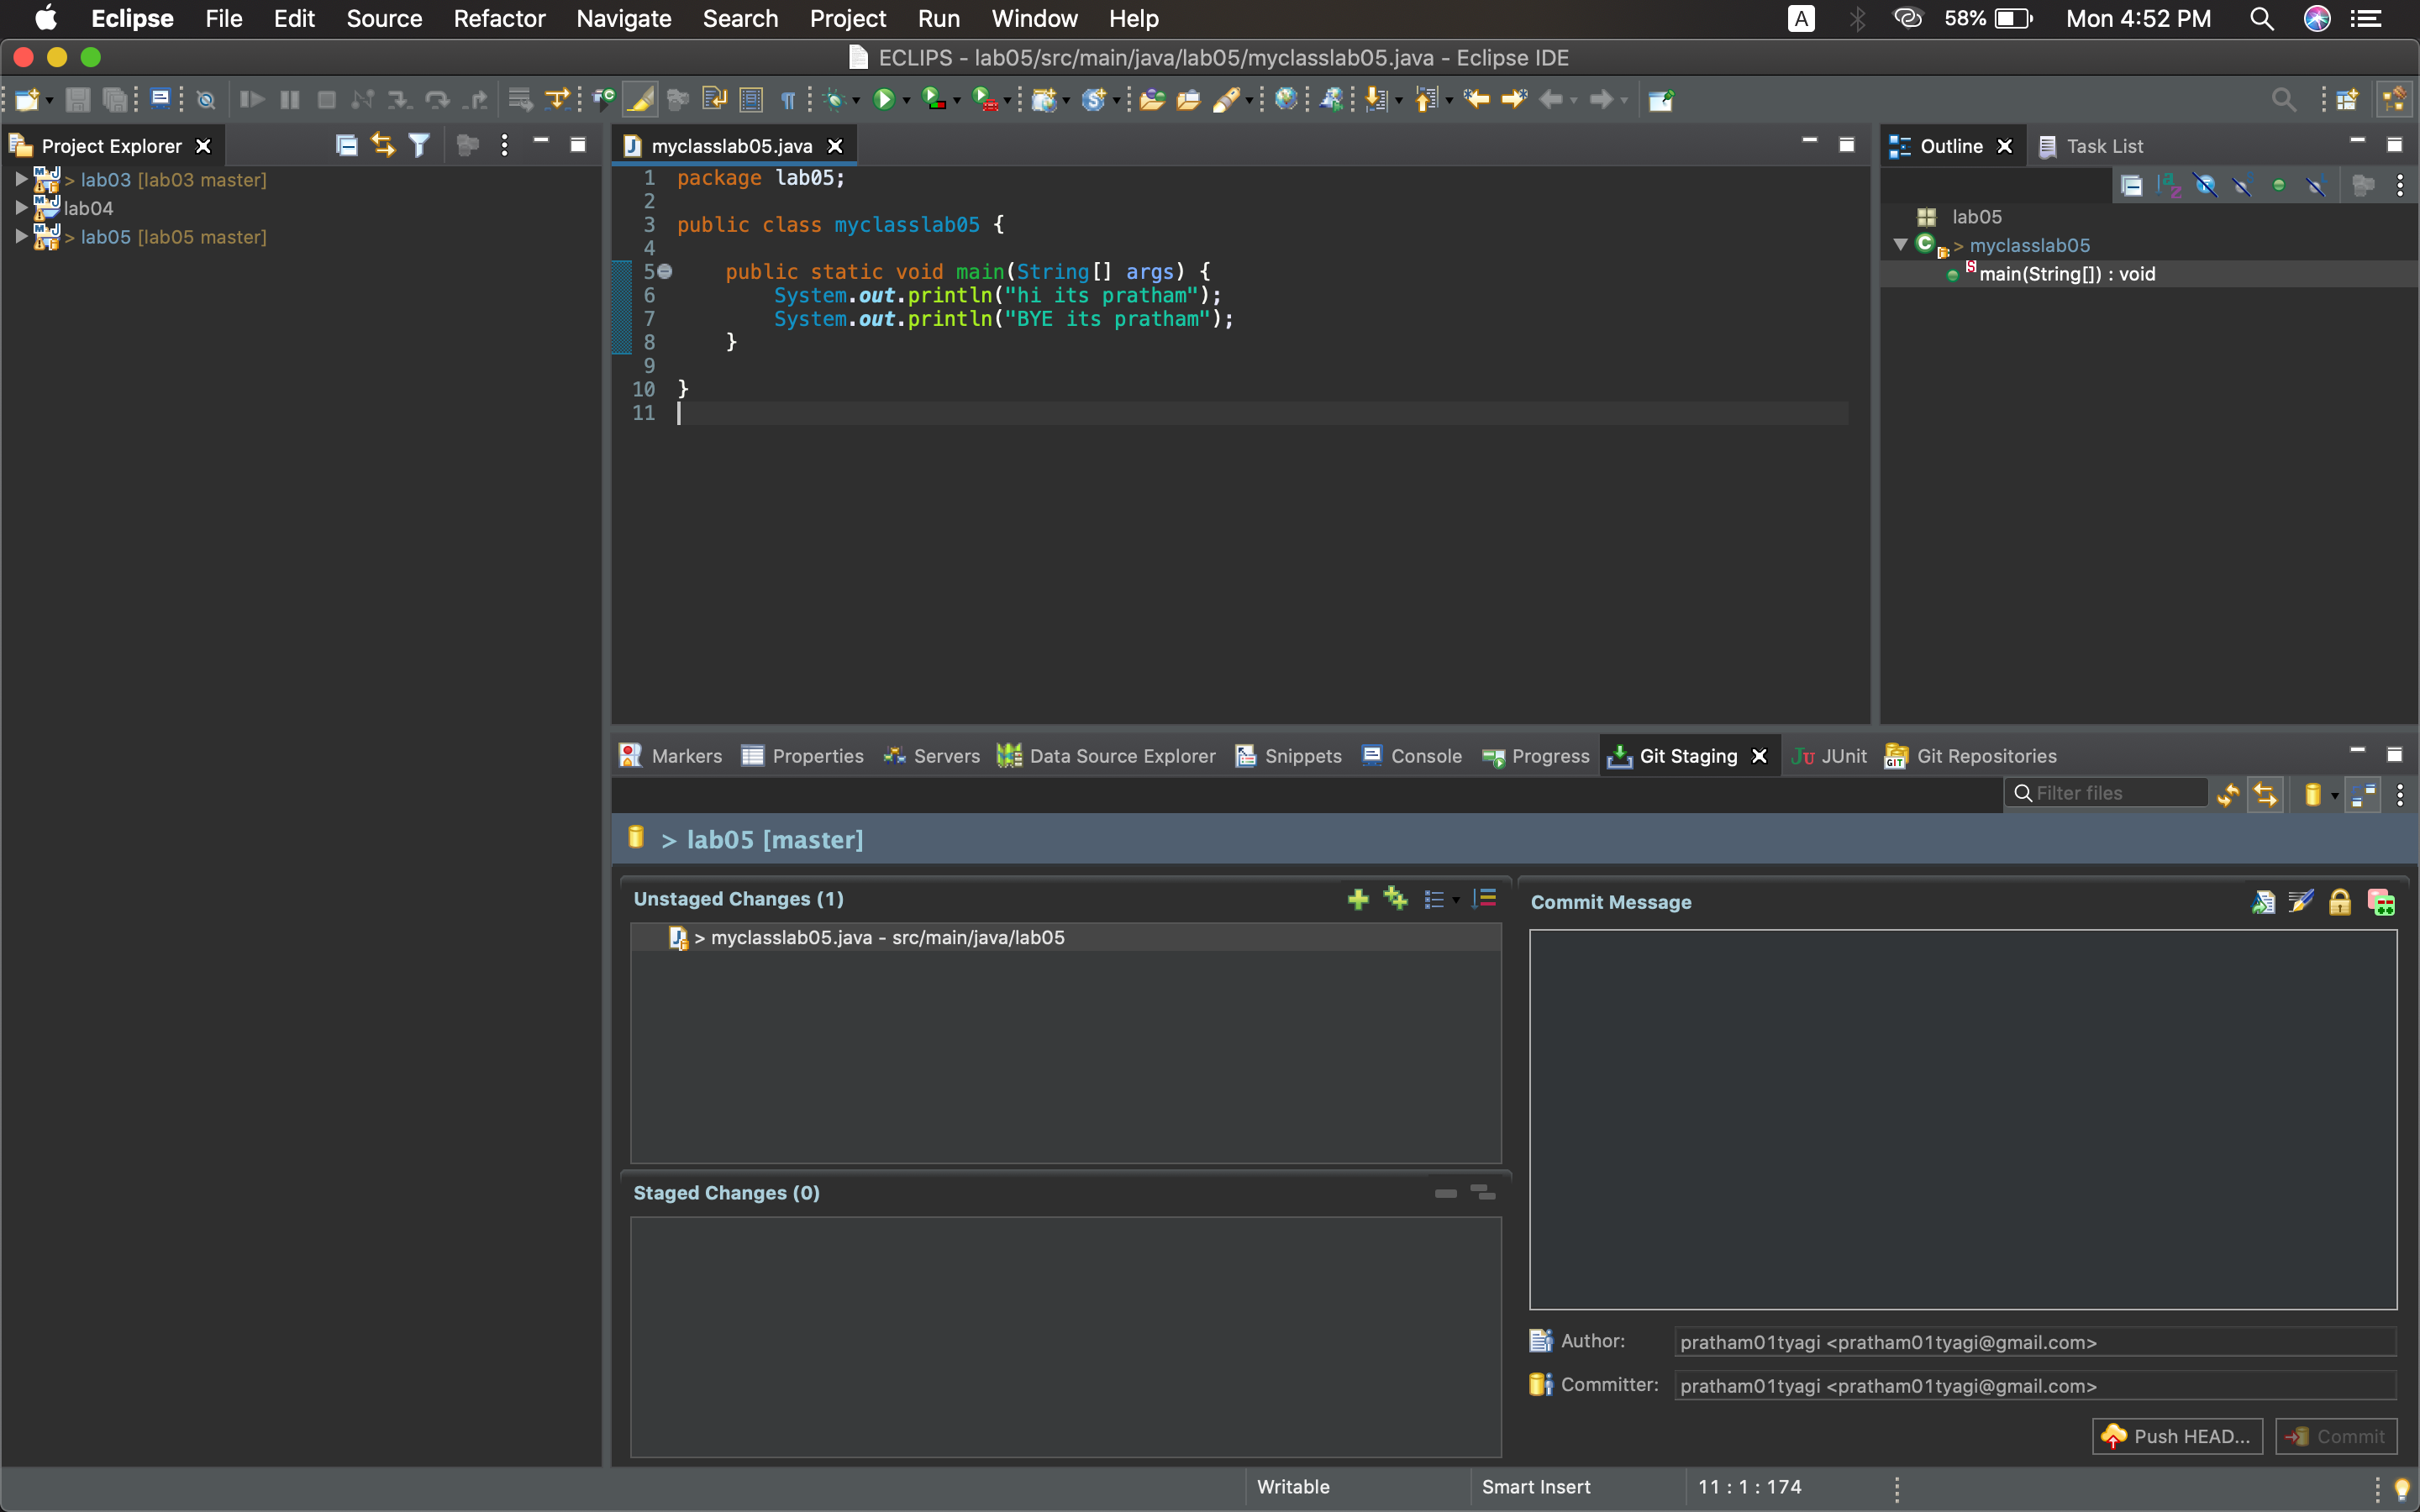 Eclipse File Edit Source Refactor Navigate Search Project Run Window Help A 58% Mon 4:52 PM
ECLIPS - lab05/src/main/java/lab05/myclasslab05.java - Eclipse IDE
Project Explorer
> lab03 [lab03 master]
lab04
> lab05 [lab05 master]
myclasslab05.java
1 package lab05;
2
3 public class myclasslab05 {
4
5 public static void main(String[] args) {
6 System.out.println("hi its pratham");
7 System.out.println("BYE its pratham");
8 }
9
10 }
11
Outline Task List
lab05
> myclasslab05
main(String[]) : void
Markers Properties Servers Data Source Explorer Snippets Console Progress Git Staging JUnit Git Repositories
Filter files
> lab05 [master]
Unstaged Changes (1)
> myclasslab05.java - src/main/java/lab05
Staged Changes (0)
Commit Message
Author: pratham01tyagi <pratham01tyagi@gmail.com>
Committer: pratham01tyagi <pratham01tyagi@gmail.com>
Push HEAD... Commit
Writable Smart Insert 11 : 1 : 174